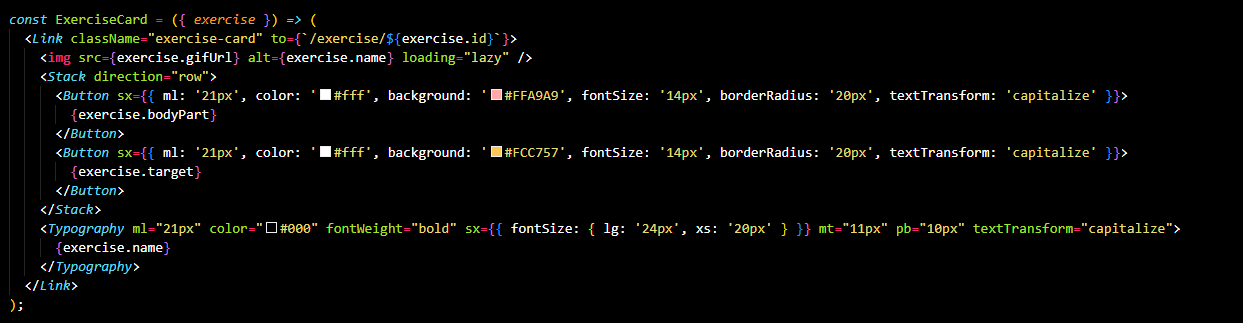 const ExerciseCard = ({ exercise }) => (
  <Link className="exercise-card" to={`/exercise/${exercise.id}`}>
    <img src={exercise.gifUrl} alt={exercise.name} loading="lazy" />
    <Stack direction="row">
      <Button sx={{ ml: '21px', color: '#fff', background: '#FFA9A9', fontSize: '14px', borderRadius: '20px', textTransform: 'capitalize' }}>
        {exercise.bodyPart}
      </Button>
      <Button sx={{ ml: '21px', color: '#fff', background: '#FCC757', fontSize: '14px', borderRadius: '20px', textTransform: 'capitalize' }}>
        {exercise.target}
      </Button>
    </Stack>
    <Typography ml="21px" color="#000" fontWeight="bold" sx={{ fontSize: { lg: '24px', xs: '20px' } }} mt="11px" pb="10px" textTransform="capitalize">
      {exercise.name}
    </Typography>
  </Link>
);